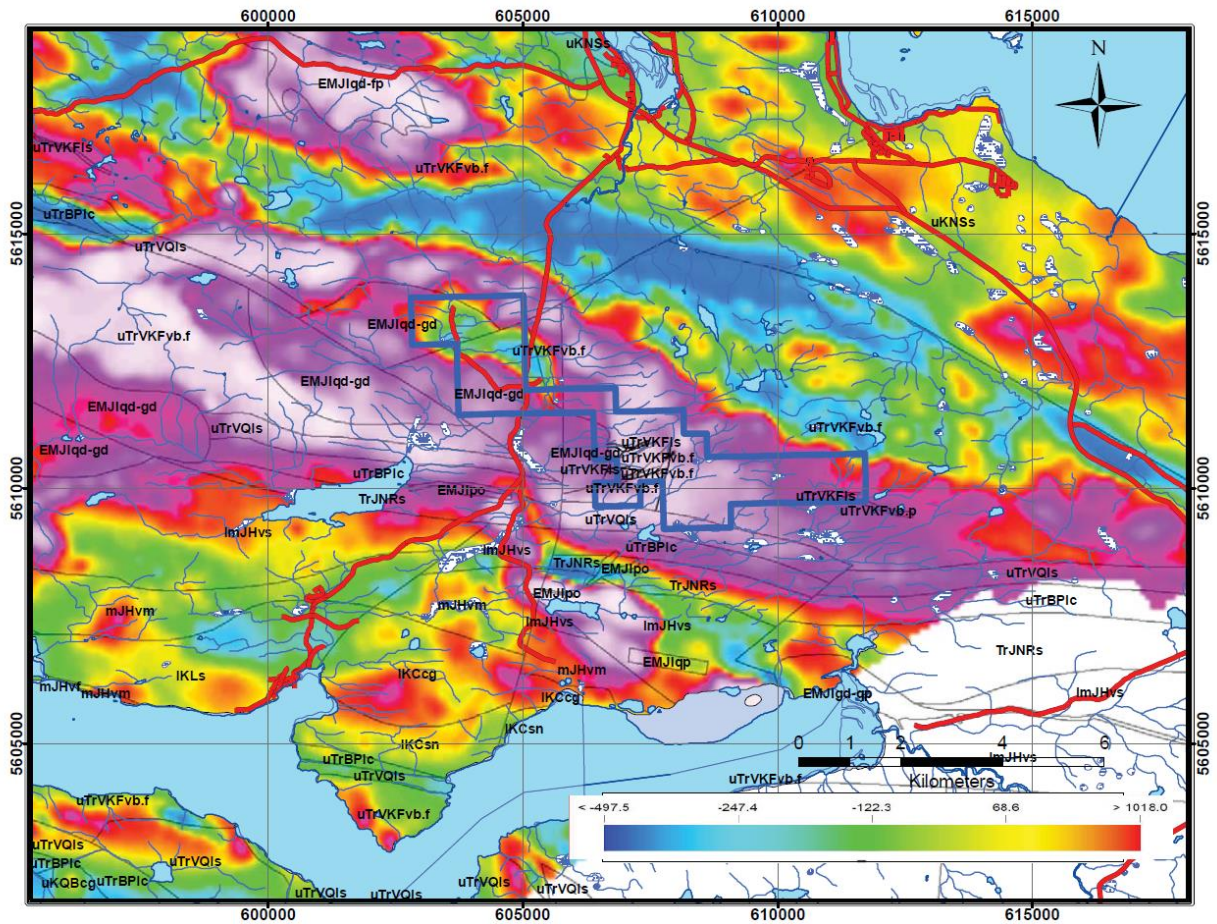 600000 605000 610000 615000
uKNSs
N
EMJIqd-fp
uTrVKFls
uTrVKFvb.f
uTrBPlc
uKNSs
5615000 5615000
uTrVQls
EMJIqd-gd
uTrVKFvb.f
uTrVKFvb.f
EMJIqd-gd
EMJIqd-gd
EMJIqd-gd
uTrVQls
uTrVKFvb.f
uTrVKFls
EMJIqd-gd
EMJIqd-gd
uTrVKFvb.f
uTrBPlc
uTrVKFls
uTrVKFvb.f
5610000 5610000
EMJIpo
uTrVKFvb.f
TrJNRs
uTrVKFls
uTrVKFvb.p
uTrVQls
lmJHvs
uTrBPlc
lmJHvs
TrJNRs
EMJIpo
uTrVQls
TrJNRs
EMJIpo
uTrBPlc
mJHvm
mJHvm
lmJHvs
lmJHvs
TrJNRs
EMJIqp
mJHvm
lKLs
lKCcg
mJHvf
mJHvm
lKCcg
EMJIgd-gp
lmJHvs
lKCsn
5605000 5605000
lKCsn
0 1 2 4 6
uTrBPlc
lmJHvs
uTrVQls
uTrVKFvb.f
Kilometers
uTrVKFvb.f
< -497.5 -247.4 -122.3 68.6 > 1018.0
uTrVKFvb.f
uTrVQls
uTrBPlc
uTrVQls
uKQBcg
uTrBPlc
uTrVQls
uTrVQls
uTrVQls
uTrVQls
600000 605000 610000 615000